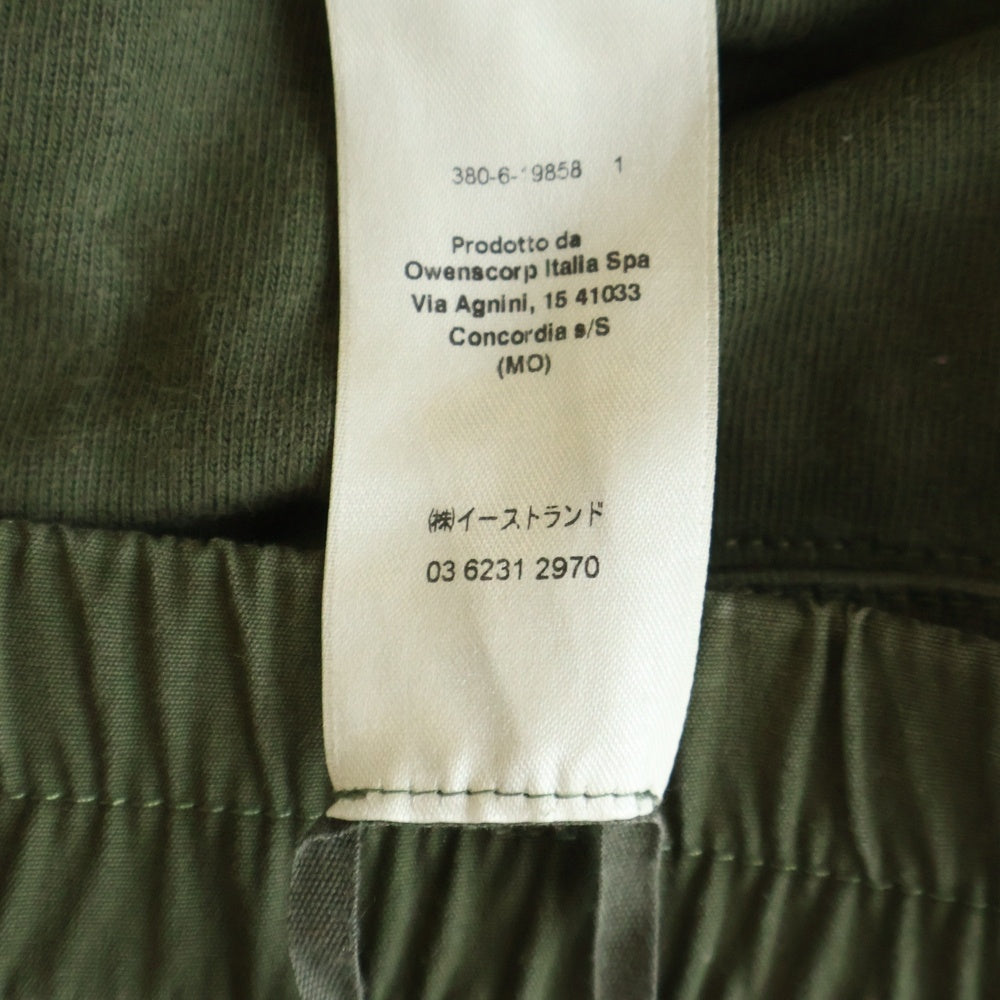 380-6-19858 1
Prodotto da
Owenscorp Italia Spa
Via Agnini, 15 41033
Concordia s/S
(MO)
㈱イーストランド
03 6231 2970